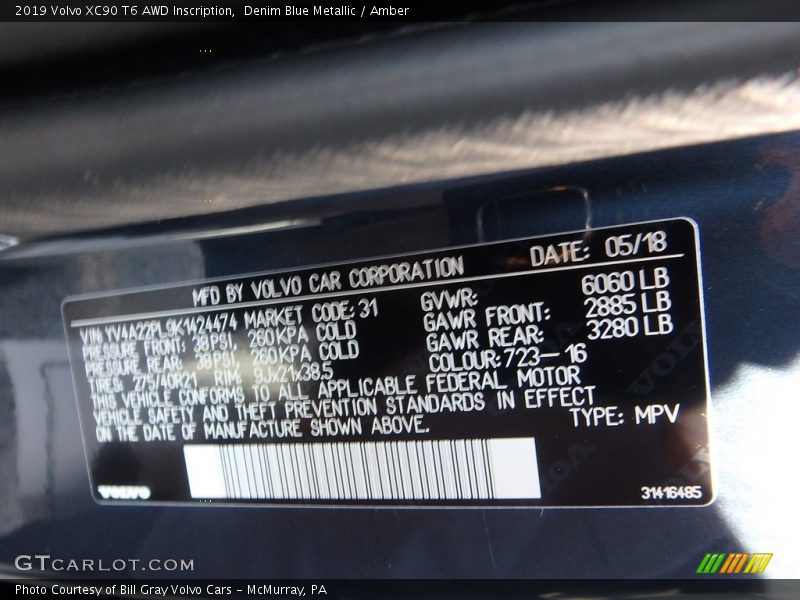 2019 Volvo XC90 T6 AWD Inscription, Denim Blue Metallic / Amber
MFD BY VOLVO CAR CORPORATION DATE: 05/18
VIN YV4A22PL9K1424474 MARKET CODE: 31 GVWR: 6060 LB
PRESSURE FRONT: 38PSI, 260KPA COLD GAWR FRONT: 2885 LB
PRESSURE REAR: 38PSI, 260KPA COLD GAWR REAR: 3280 LB
TIRES: 275/40R21 RIM: 9Jx21x38.5 COLOUR: 723-16
THIS VEHICLE CONFORMS TO ALL APPLICABLE FEDERAL MOTOR
VEHICLE SAFETY AND THEFT PREVENTION STANDARDS IN EFFECT
ON THE DATE OF MANUFACTURE SHOWN ABOVE. TYPE: MPV
VOLVO 31416485
GTCARLOT.COM
Photo Courtesy of Bill Gray Volvo Cars - McMurray, PA